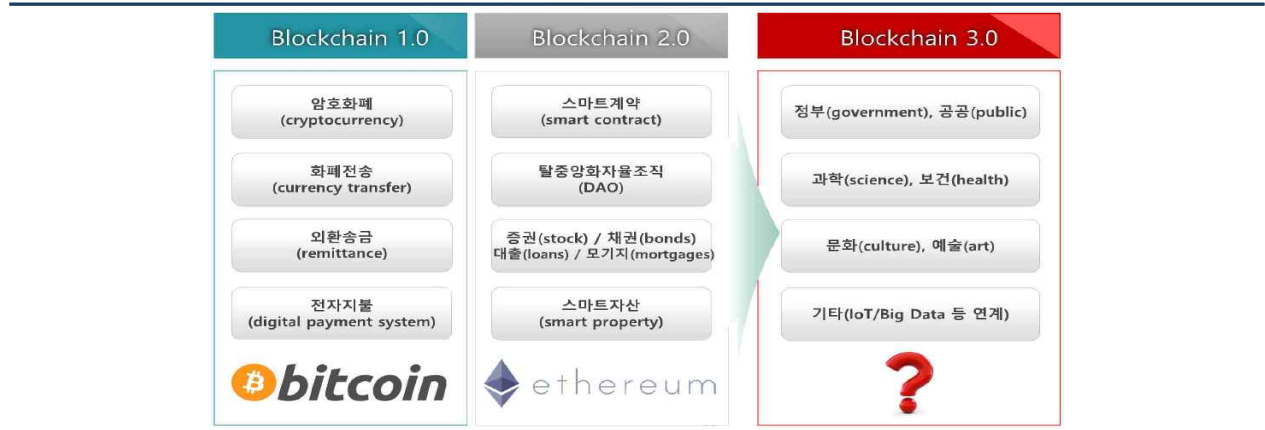 Blockchain 1.0
암호화폐
(cryptocurrency)
화폐전송
(currency transfer)
외환송금
(remittance)
전자지불
(digital payment system)
bitcoin
Blockchain 2.0
스마트계약
(smart contract)
탈중앙화자율조직
(DAO)
증권(stock) / 채권(bonds)
대출(loans) / 모기지(mortgages)
스마트자산
(smart property)
ethereum
Blockchain 3.0
정부(government), 공공(public)
과학(science), 보건(health)
문화(culture), 예술(art)
기타(IoT/Big Data 등 연계)
?